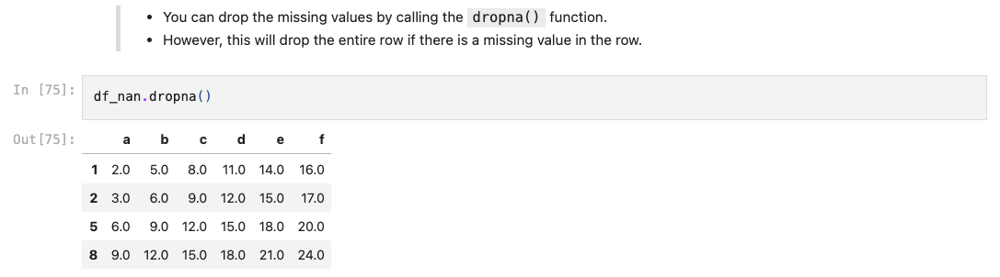 • You can drop the missing values by calling the dropna() function.
• However, this will drop the entire row if there is a missing value in the row.
In [75]: df_nan.dropna()
Out[75]:
a b c d e f
1 2.0 5.0 8.0 11.0 14.0 16.0
2 3.0 6.0 9.0 12.0 15.0 17.0
5 6.0 9.0 12.0 15.0 18.0 20.0
8 9.0 12.0 15.0 18.0 21.0 24.0